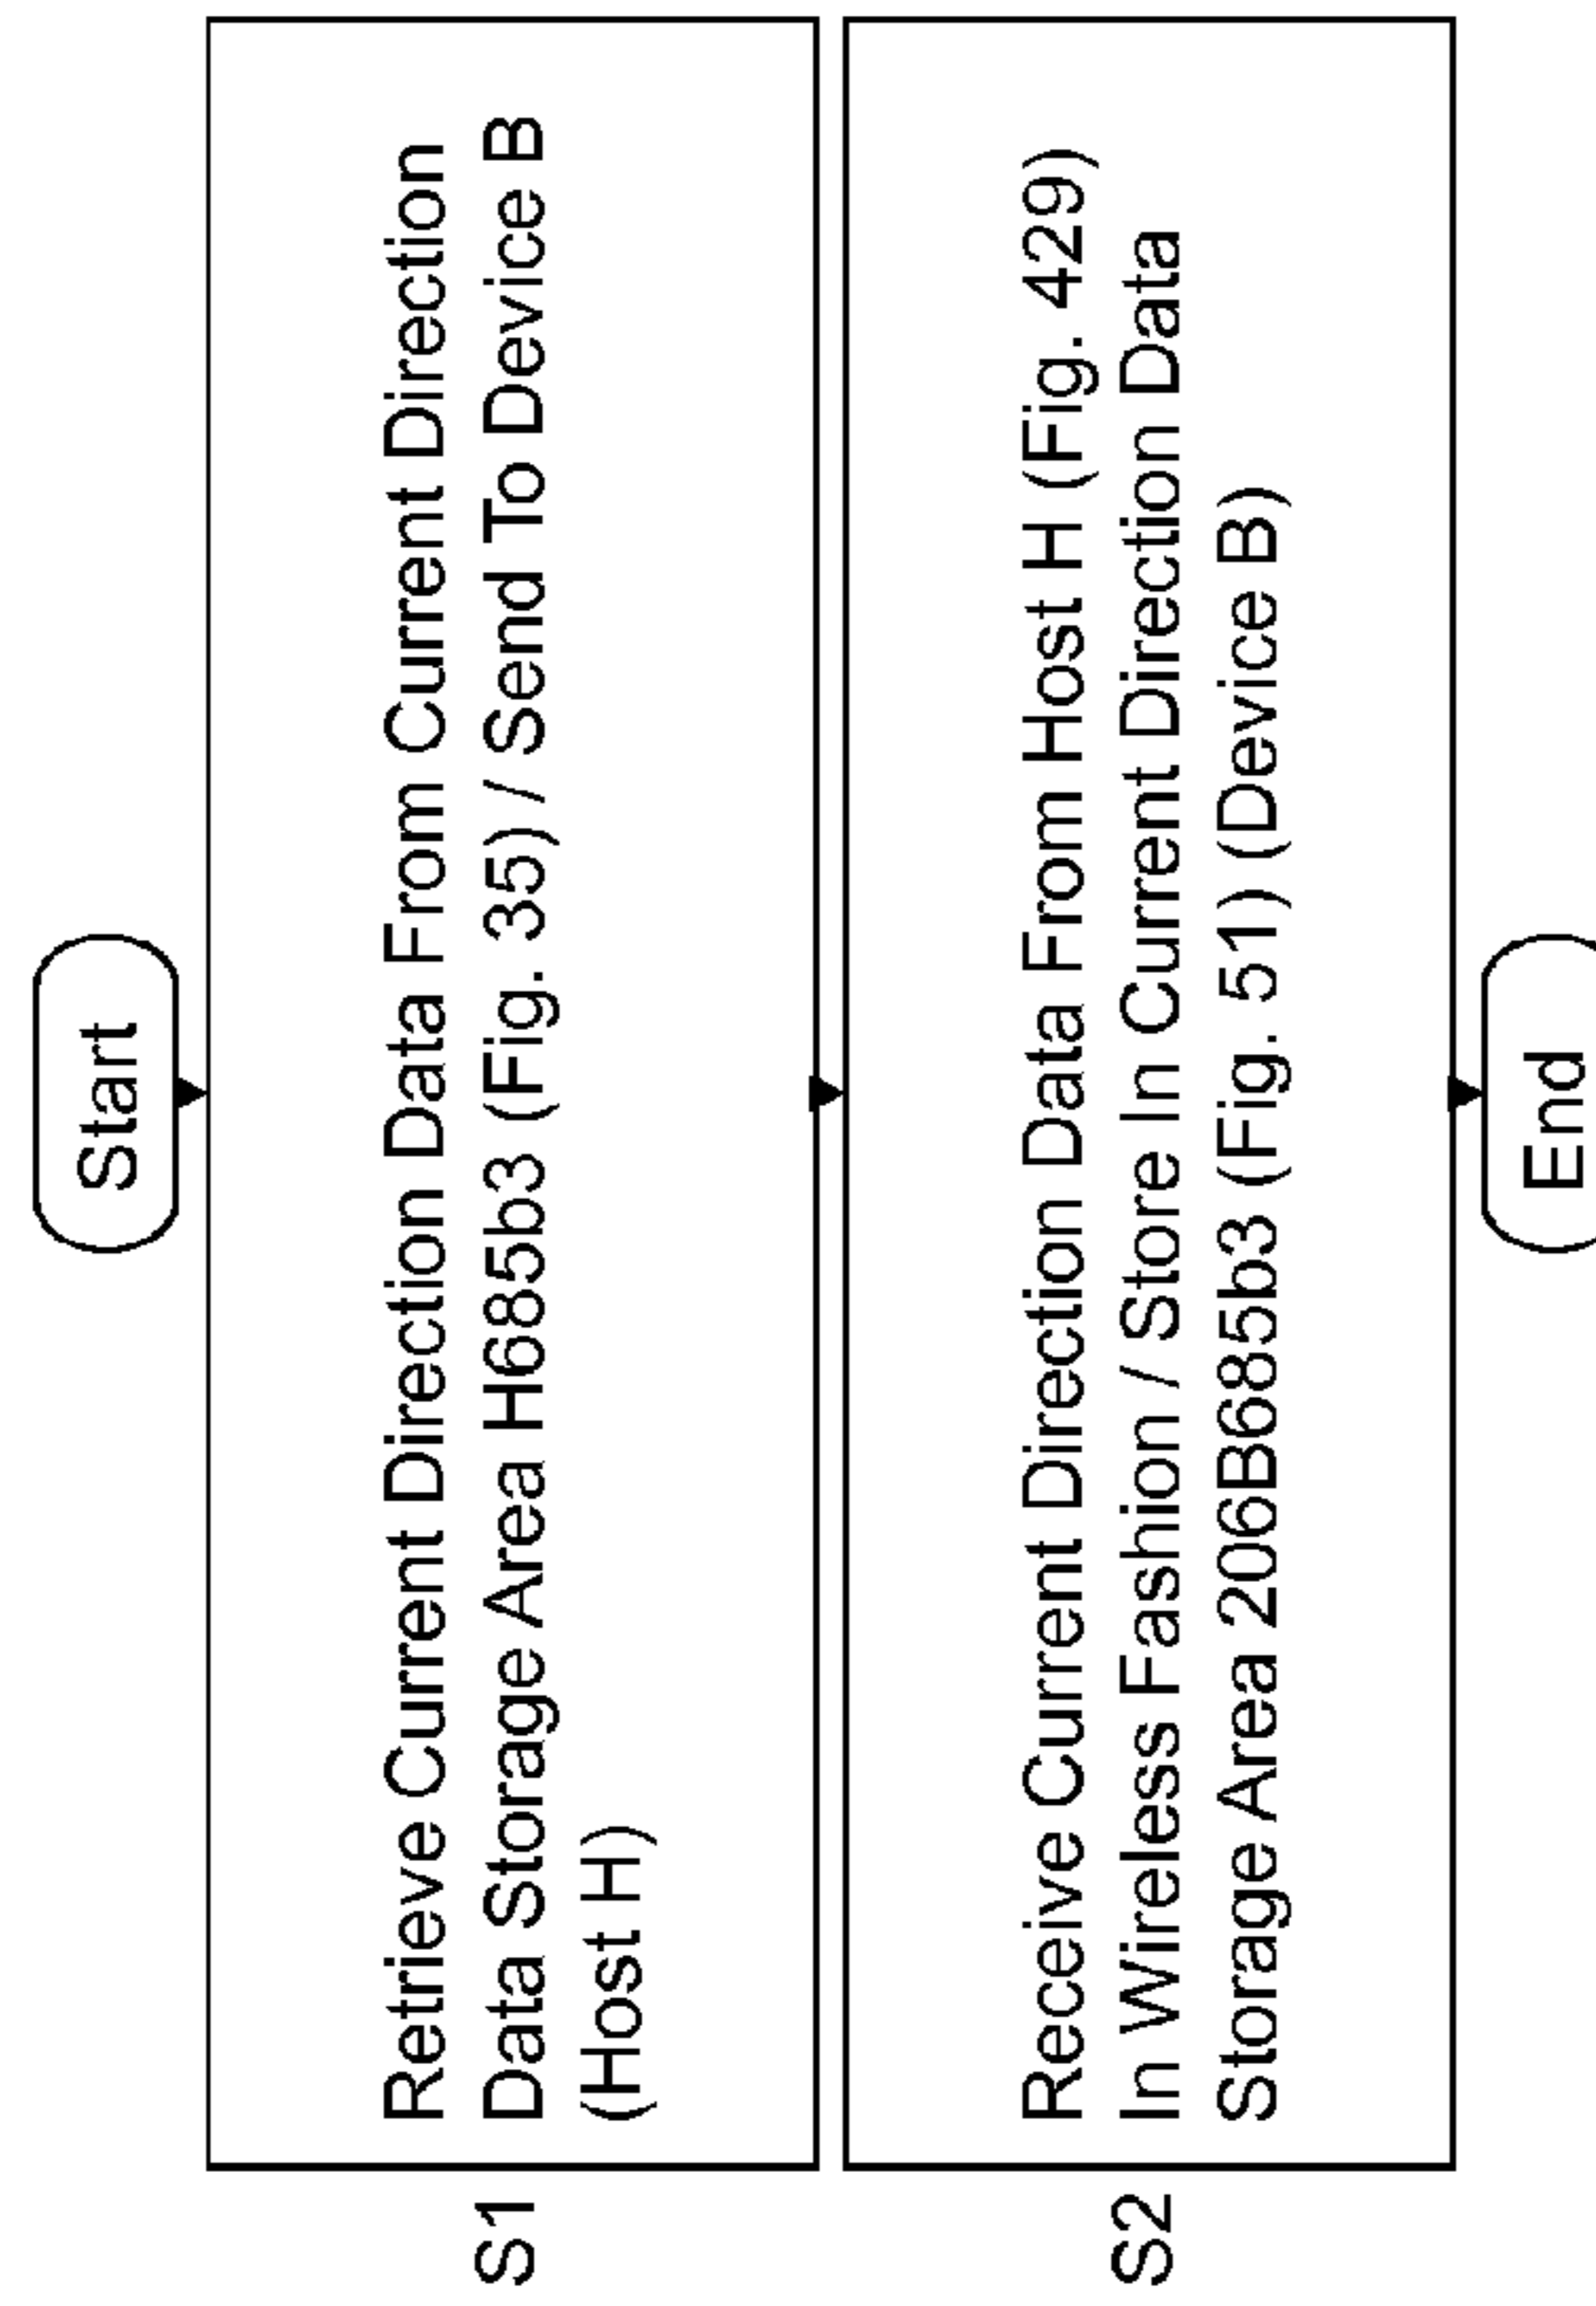 Start
S1
Retrieve Current Direction Data From Current Direction
Data Storage Area H685b3 (Fig. 35) / Send To Device B
(Host H)
S2
Receive Current Direction Data From Host H (Fig. 429)
In Wireless Fashion / Store In Current Direction Data
Storage Area 206B685b3 (Fig. 51) (Device B)
End